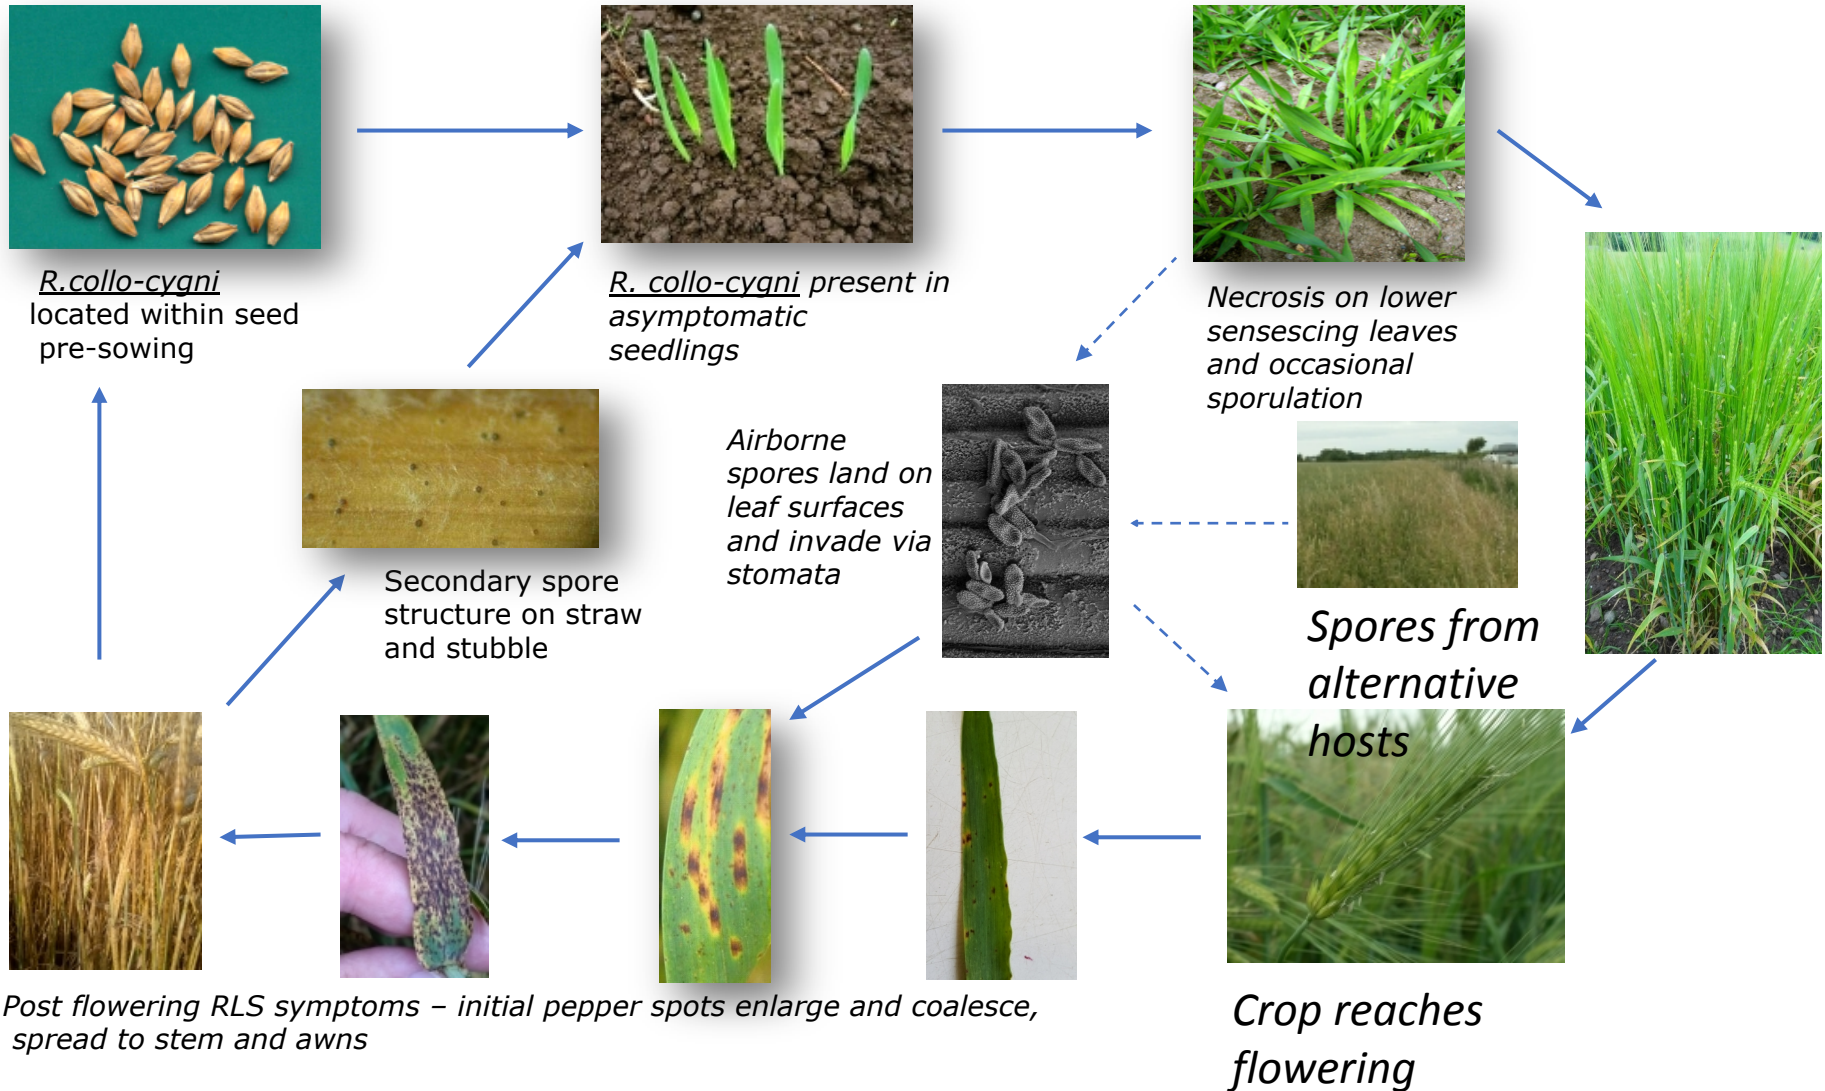 R.collo-cygni
located within seed
pre-sowing
R. collo-cygni present in
asymptomatic
seedlings
Necrosis on lower
sensescing leaves
and occasional
sporulation
Airborne
spores land on
leaf surfaces
and invade via
stomata
Secondary spore
structure on straw
and stubble
Spores from
alternative
hosts
Post flowering RLS symptoms – initial pepper spots enlarge and coalesce,
spread to stem and awns
Crop reaches
flowering